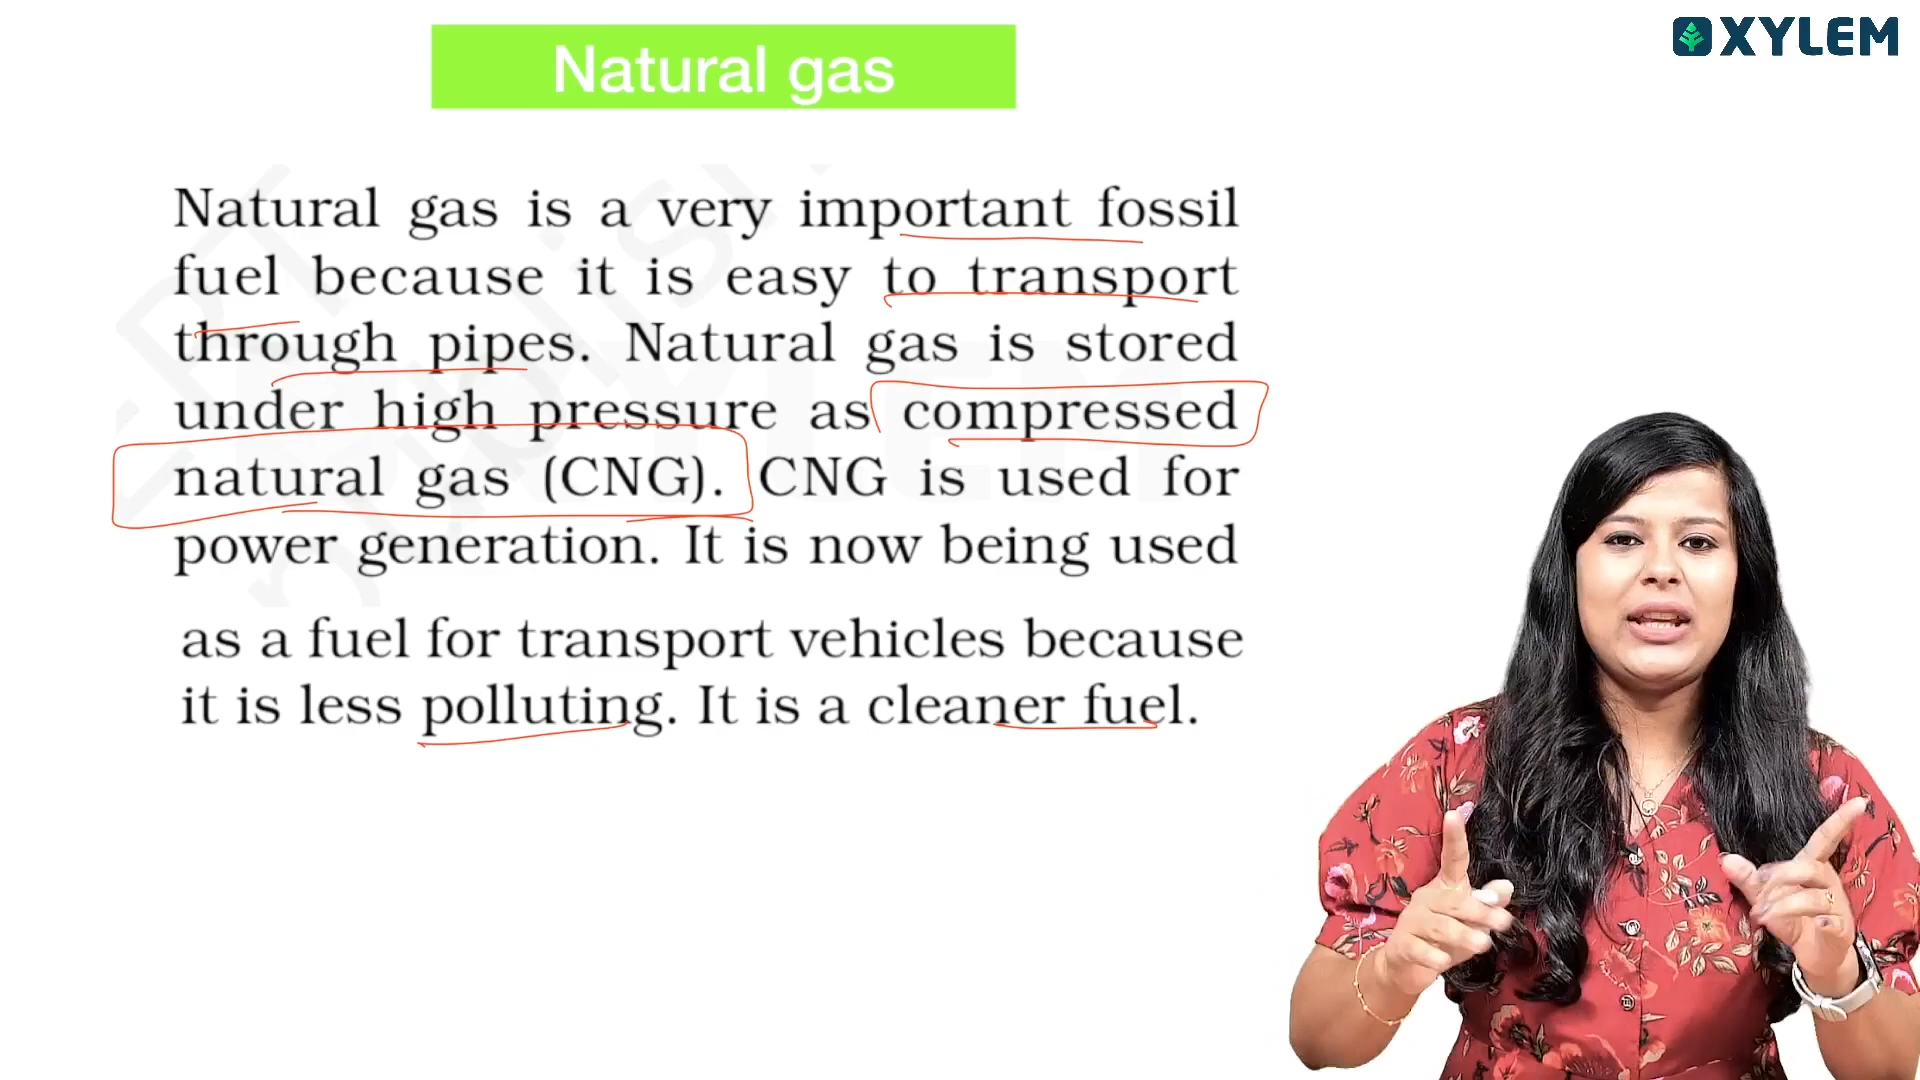 XYLEM
Natural gas
Natural gas is a very important fossil
fuel because it is easy to transport
through pipes. Natural gas is stored
under high pressure as compressed
natural gas (CNG). CNG is used for
power generation. It is now being used
as a fuel for transport vehicles because
it is less polluting. It is a cleaner fuel.